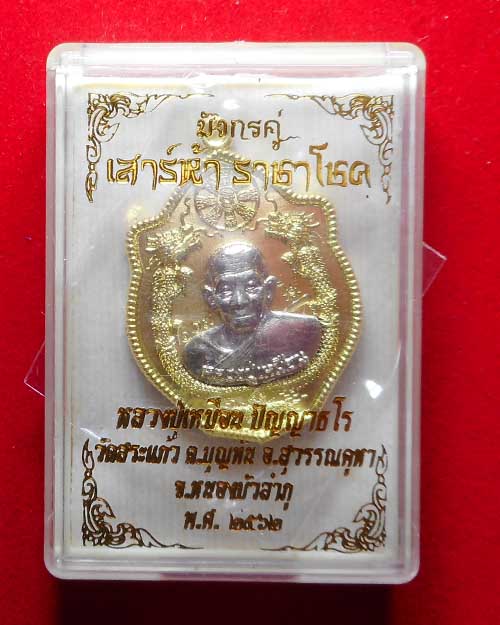 มังกรคู่
เสาร์ห้า ราชาโชค
หลวงปู่เหมือน ปัญญาธโร
วัดสระแก้ว ต.บุญทัน อ.สุวรรณคูหา
จ.หนองบัวลำภู
พ.ศ. ๒๕๖๒